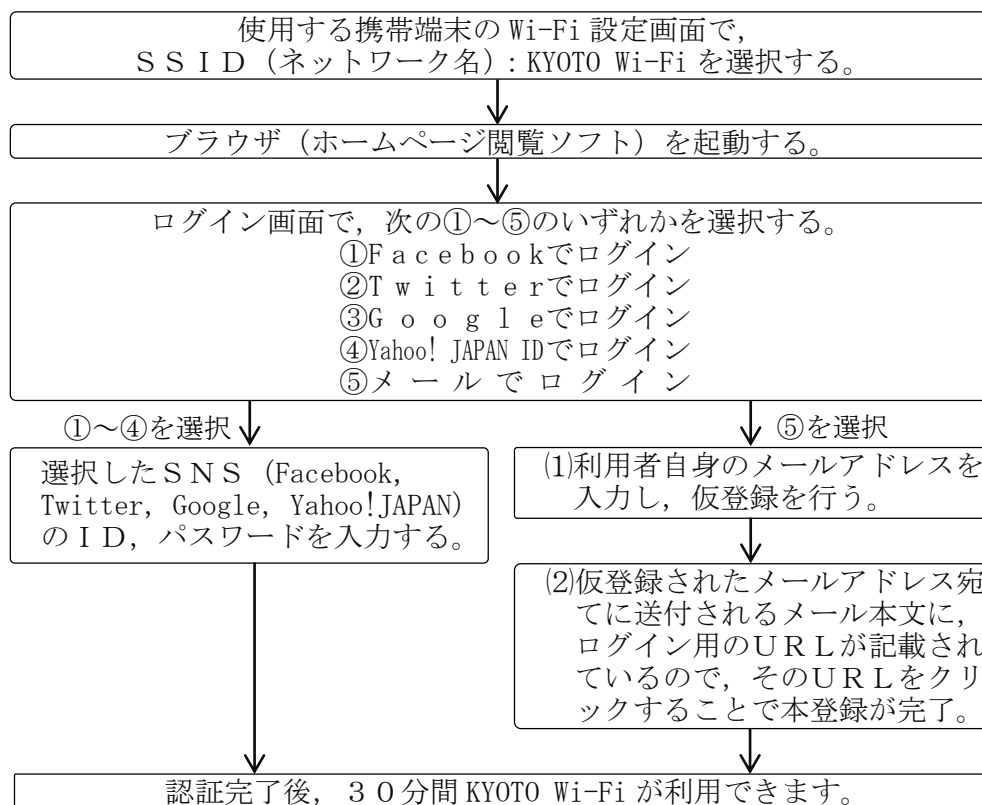 使用する携帯端末の Wi-Fi 設定画面で，
ＳＳＩＤ（ネットワーク名）：KYOTO Wi-Fi を選択する。
ブラウザ（ホームページ閲覧ソフト）を起動する。
ログイン画面で，次の①～⑤のいずれかを選択する。
①Ｆａｃｅｂｏｏｋでログイン
②Ｔｗｉｔｔｅｒでログイン
③Ｇｏｏｇｌｅでログイン
④Yahoo! JAPAN IDでログイン
⑤メールでログイン
①～④を選択
選択したＳＮＳ（Facebook，
Twitter，Google，Yahoo!JAPAN）
のＩＤ，パスワードを入力する。
⑤を選択
⑴利用者自身のメールアドレスを
入力し，仮登録を行う。
⑵仮登録されたメールアドレス宛
てに送付されるメール本文に，
ログイン用のＵＲＬが記載され
ているので，そのＵＲＬをクリ
ックすることで本登録が完了。
認証完了後，３０分間 KYOTO Wi-Fi が利用できます。